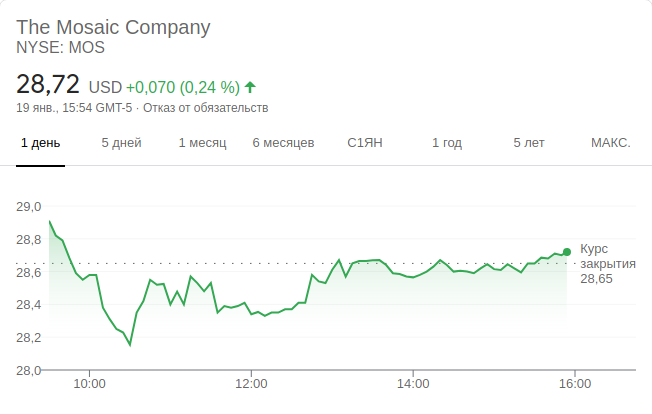 The Mosaic Company
NYSE: MOS
28,72 USD +0,070 (0,24 %)
19 янв., 15:54 GMT-5 · Отказ от обязательств
1 день 5 дней 1 месяц 6 месяцев С1ЯН 1 год 5 лет МАКС.
29,0
28,8
28,6
28,4
28,2
28,0
Курс
закрытия
28,65
10:00 12:00 14:00 16:00